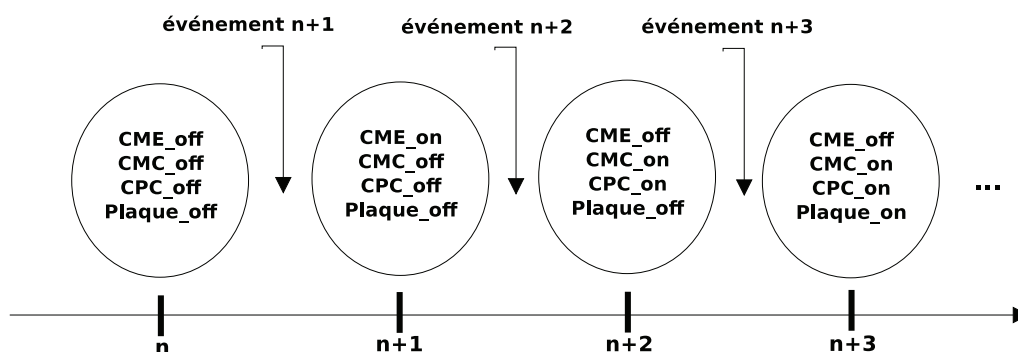 événement n+1
événement n+2
événement n+3
CME_off
CMC_off
CPC_off
Plaque_off
CME_on
CMC_off
CPC_off
Plaque_off
CME_off
CMC_on
CPC_on
Plaque_off
CME_off
CMC_on
CPC_on
Plaque_on
...
n
n+1
n+2
n+3